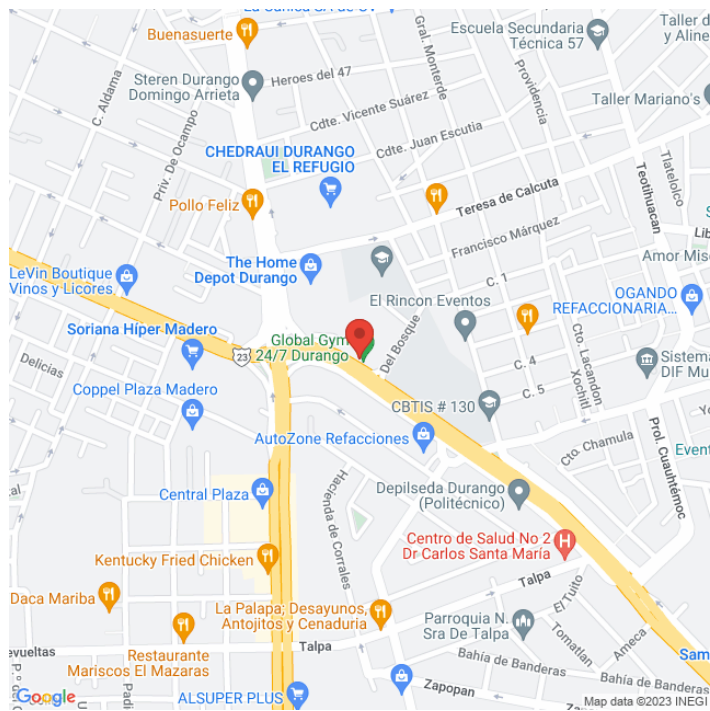 Buenasuerte
Steren Durango
Domingo Arrieta
Heroes del 47
C. Aldama
Priv. De Ocampo
Gral. Monterde
Escuela Secundaria
Técnica 57
Providencia
Taller Mariano's
Cdte. Vicente Suárez
Cdte. Juan Escutia
CHEDRAUI DURANGO
EL REFUGIO
Pollo Feliz
Teresa de Calcuta
Francisco Márquez
Teotihuacan
Tlatelolco
The Home
Depot Durango
LeVin Boutique
Vinos y Licores
El Rincon Eventos
C. 1
OGANDO
REFACCIONARIA...
Soriana Híper Madero
23
Global Gym
24/7 Durango
Del Bosque
C. 4
C. 5
Cto. Lacandon
Xochitl
Sistema
DIF Mu
Delicias
Coppel Plaza Madero
CBTIS # 130
AutoZone Refacciones
Cto. Chamula
Prol. Cuauhtémoc
Event
Central Plaza
Hacienda de Corrales
Depilseda Durango
(Politécnico)
Centro de Salud No 2
Dr Carlos Santa María
Kentucky Fried Chicken
Daca Mariba
La Palapa; Desayunos,
Antojitos y Cenaduría
Talpa
El Tuito
Tomatlan
Ameca
Parroquia N.
Sra De Talpa
Restaurante
Mariscos El Mazaras
Talpa
evueltas
Bahía de Banderas
Bahía de Banderas
Sam
ALSUPER PLUS
Zapopan
Google
Map data ©2023 INEGI